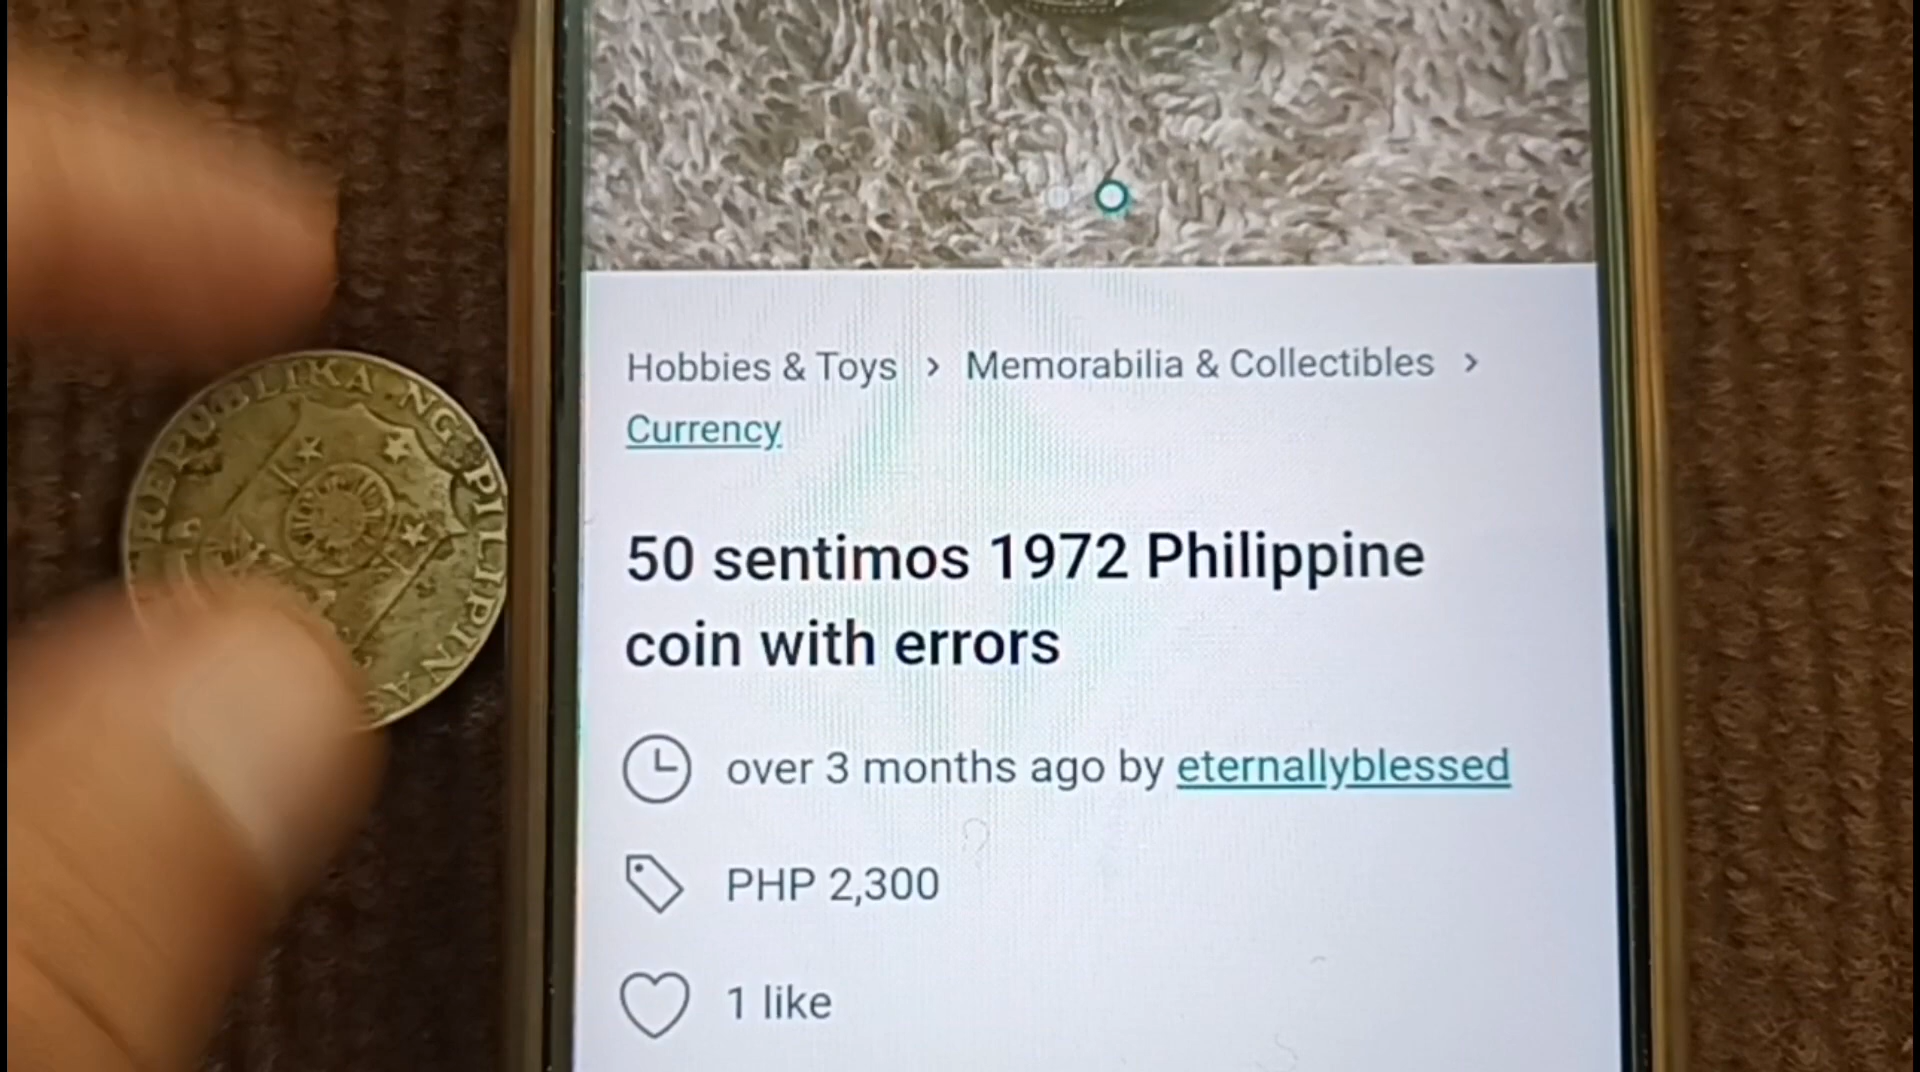 REPUBLIKA NG PILIPINAS
Hobbies & Toys > Memorabilia & Collectibles >
Currency
50 sentimos 1972 Philippine
coin with errors
over 3 months ago by eternallyblessed
PHP 2,300
1 like